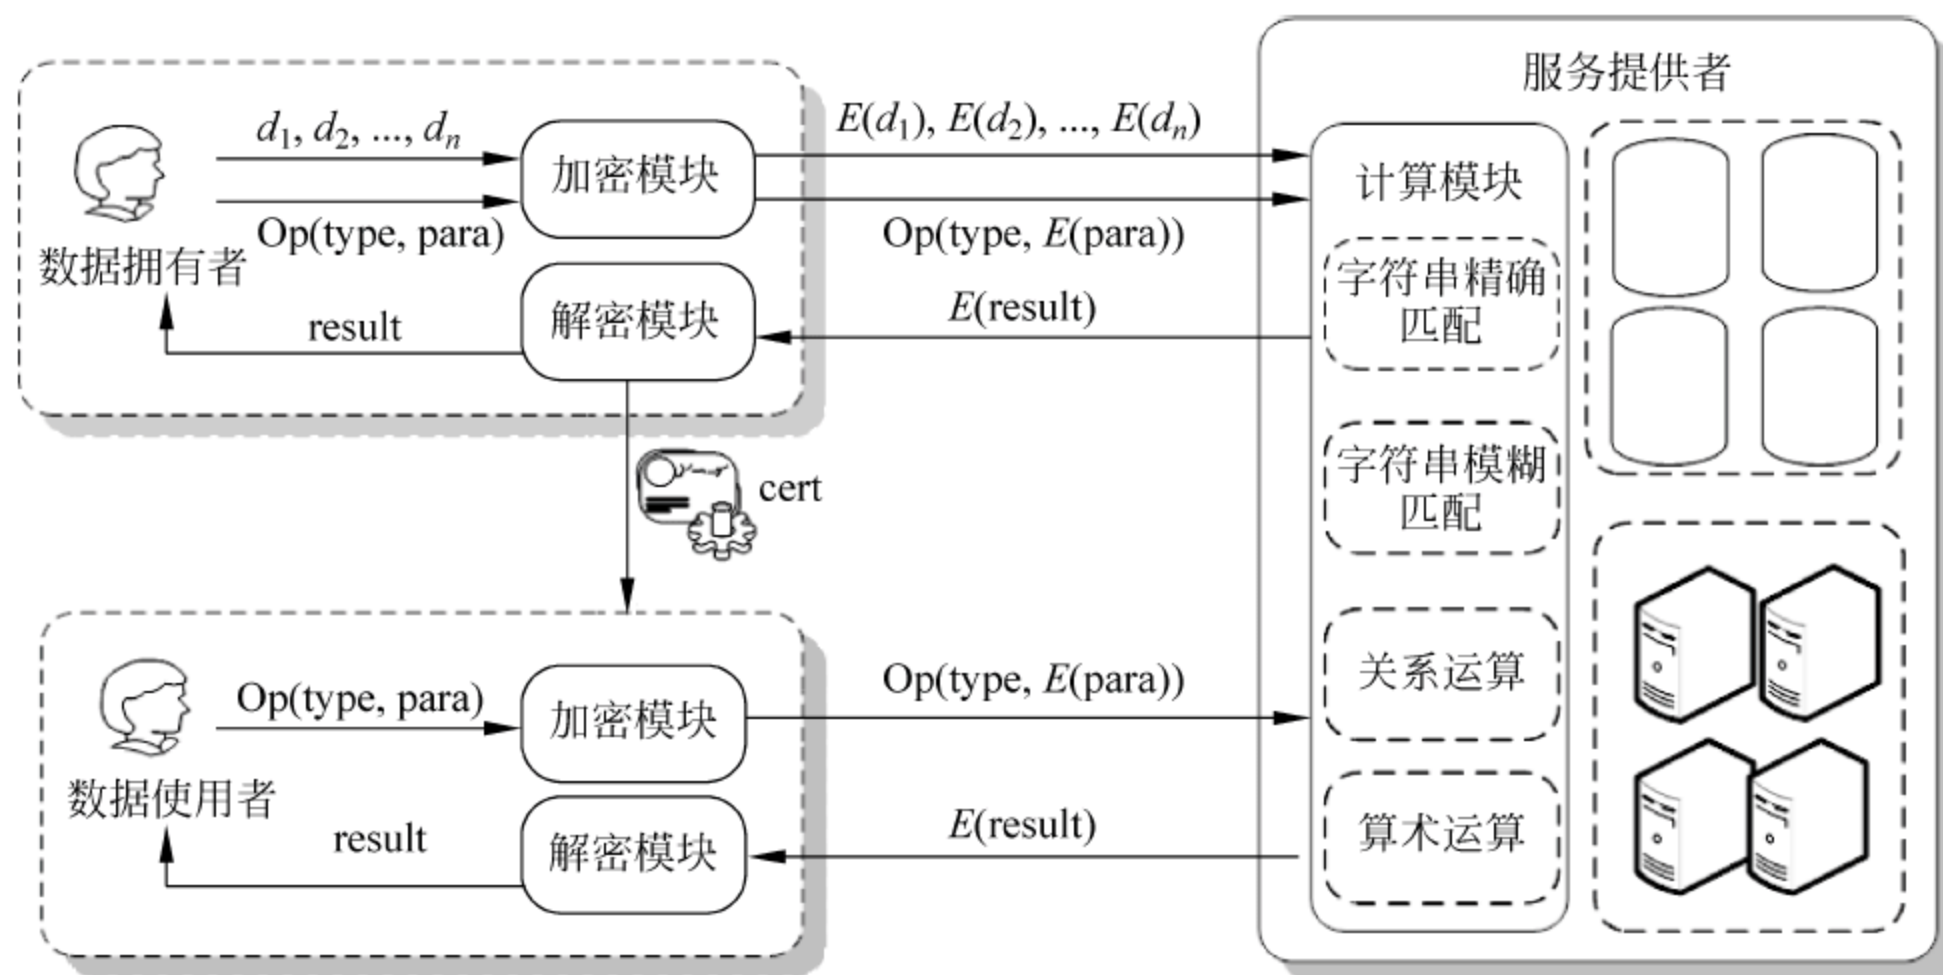 服务提供者
d1, d2, ..., dn
加密模块
E(d1), E(d2), ..., E(dn)
Op(type, para)
Op(type, E(para))
数据拥有者
result
解密模块
E(result)
cert
计算模块
字符串精确
匹配
字符串模糊
匹配
关系运算
算术运算
Op(type, para)
加密模块
Op(type, E(para))
数据使用者
result
解密模块
E(result)